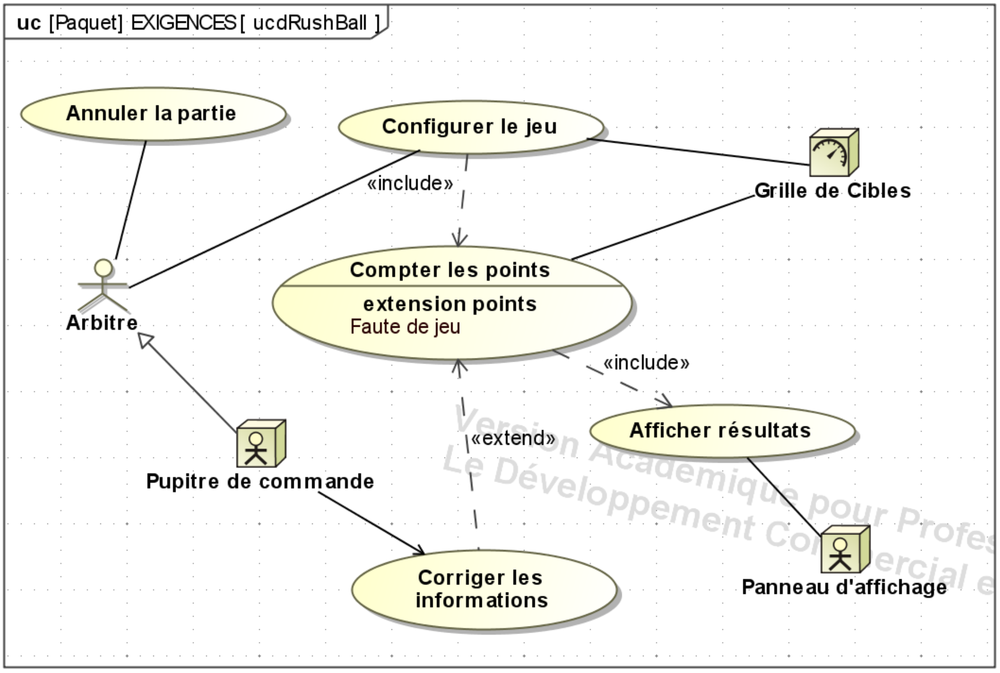 uc [Paquet] EXIGENCES[ ucdRushBall ]
Annuler la partie
Configurer le jeu
«include»
Grille de Cibles
Compter les points
extension points
Faute de jeu
Arbitre
«include»
Afficher résultats
«extend»
Pupitre de commande
Corriger les
informations
Panneau d'affichage
Version Academique pour Profes
Le Développement Commercial e